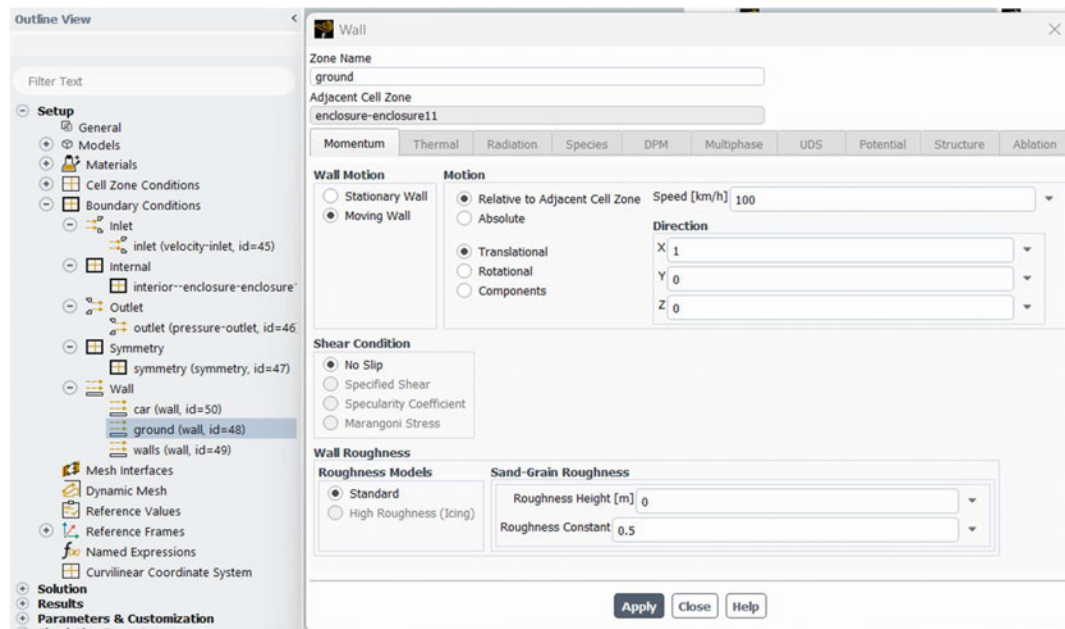 Outline View
<
Filter Text
Setup
General
Models
Materials
Cell Zone Conditions
Boundary Conditions
Inlet
inlet (velocity-inlet, id=45)
Internal
interior--enclosure-enclosure
Outlet
outlet (pressure-outlet, id=46
Symmetry
symmetry (symmetry, id=47)
Wall
car (wall, id=50)
ground (wall, id=48)
walls (wall, id=49)
Mesh Interfaces
Dynamic Mesh
Reference Values
Reference Frames
Named Expressions
Curvilinear Coordinate System
Solution
Results
Parameters & Customization
Wall
Zone Name
ground
Adjacent Cell Zone
enclosure-enclosure11
Momentum Thermal Radiation Species DPM Multiphase UDS Potential Structure Ablation
Wall Motion
Stationary Wall
Moving Wall
Motion
Relative to Adjacent Cell Zone
Absolute
Translational
Rotational
Components
Speed [km/h] 100
Direction
X 1
Y 0
Z 0
Shear Condition
No Slip
Specified Shear
Specularity Coefficient
Marangoni Stress
Wall Roughness
Roughness Models
Standard
High Roughness (Icing)
Sand-Grain Roughness
Roughness Height [m] 0
Roughness Constant 0.5
Apply Close Help